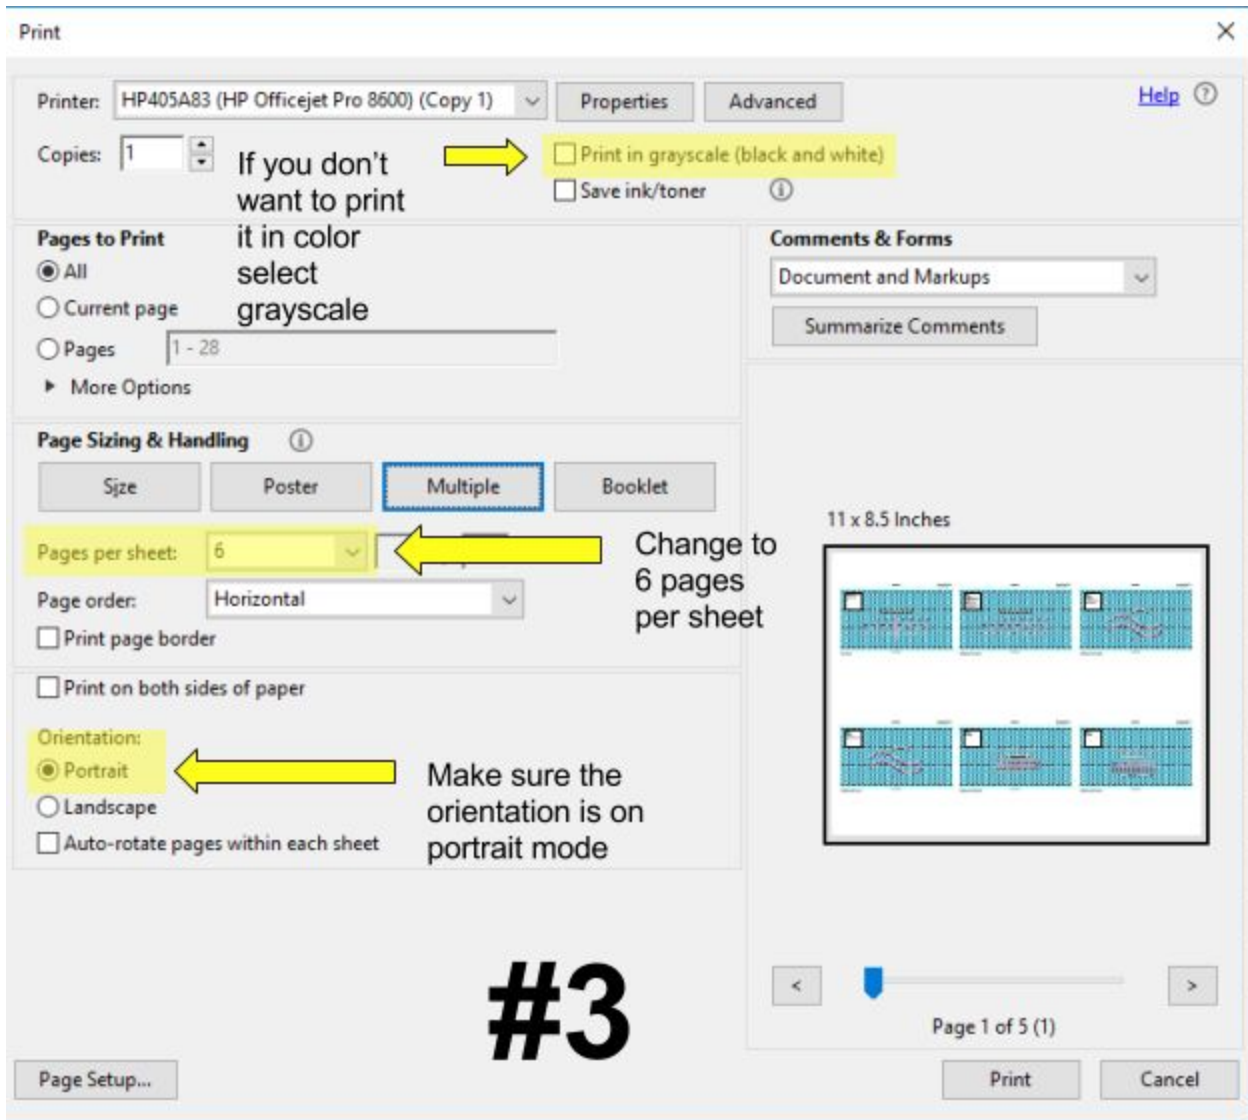 Print
Printer: HP405A83 (HP Officejet Pro 8600) (Copy 1) Properties Advanced Help ?
Copies: 1
Print in grayscale (black and white)
Save ink/toner
If you don't
want to print
it in color
select
grayscale
Pages to Print
All
Current page
Pages 1 - 28
More Options
Comments & Forms
Document and Markups
Summarize Comments
Page Sizing & Handling
Size Poster Multiple Booklet
Pages per sheet: 6
Change to
6 pages
per sheet
Page order: Horizontal
Print page border
Print on both sides of paper
Orientation:
Portrait
Landscape
Auto-rotate pages within each sheet
Make sure the
orientation is on
portrait mode
11 x 8.5 Inches
#3
< >
Page 1 of 5 (1)
Page Setup... Print Cancel